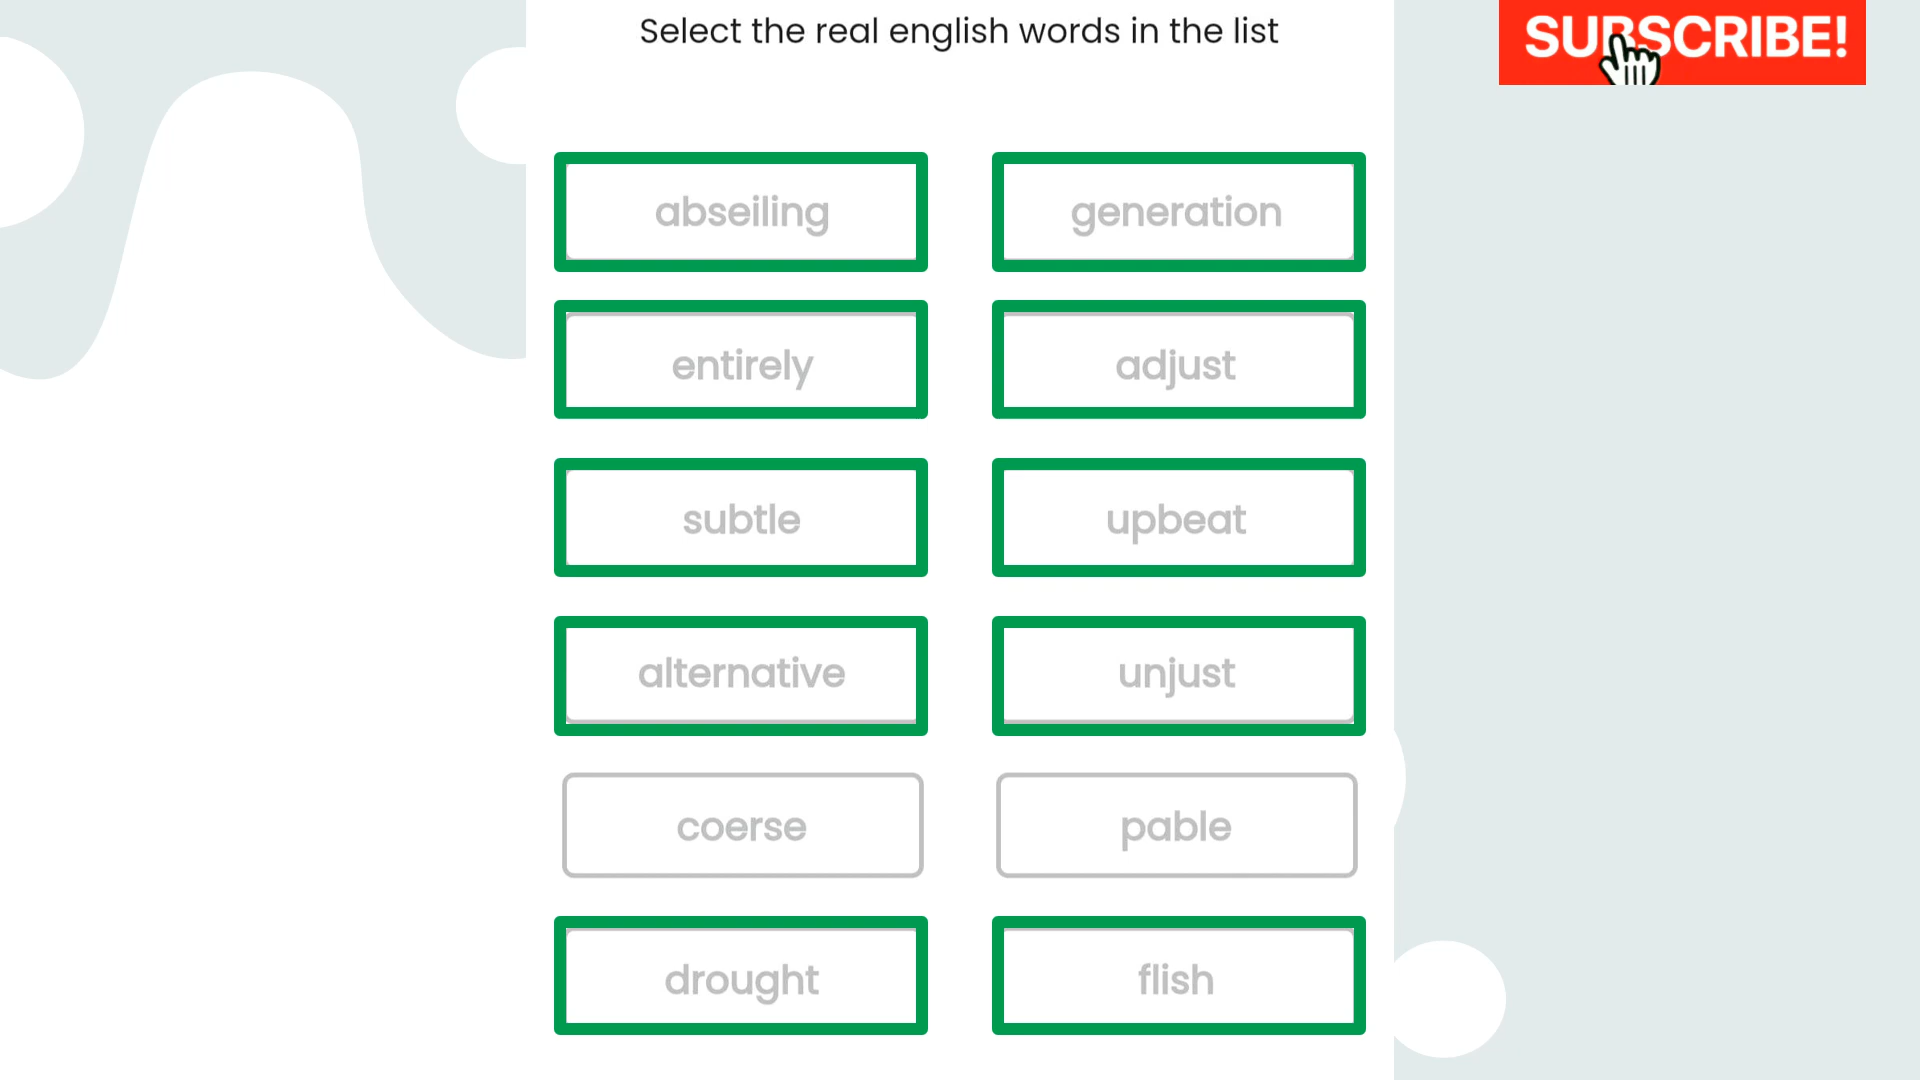 Select the real english words in the list
SUBSCRIBE!
abseiling
generation
entirely
adjust
subtle
upbeat
alternative
unjust
coerse
pable
drought
flish